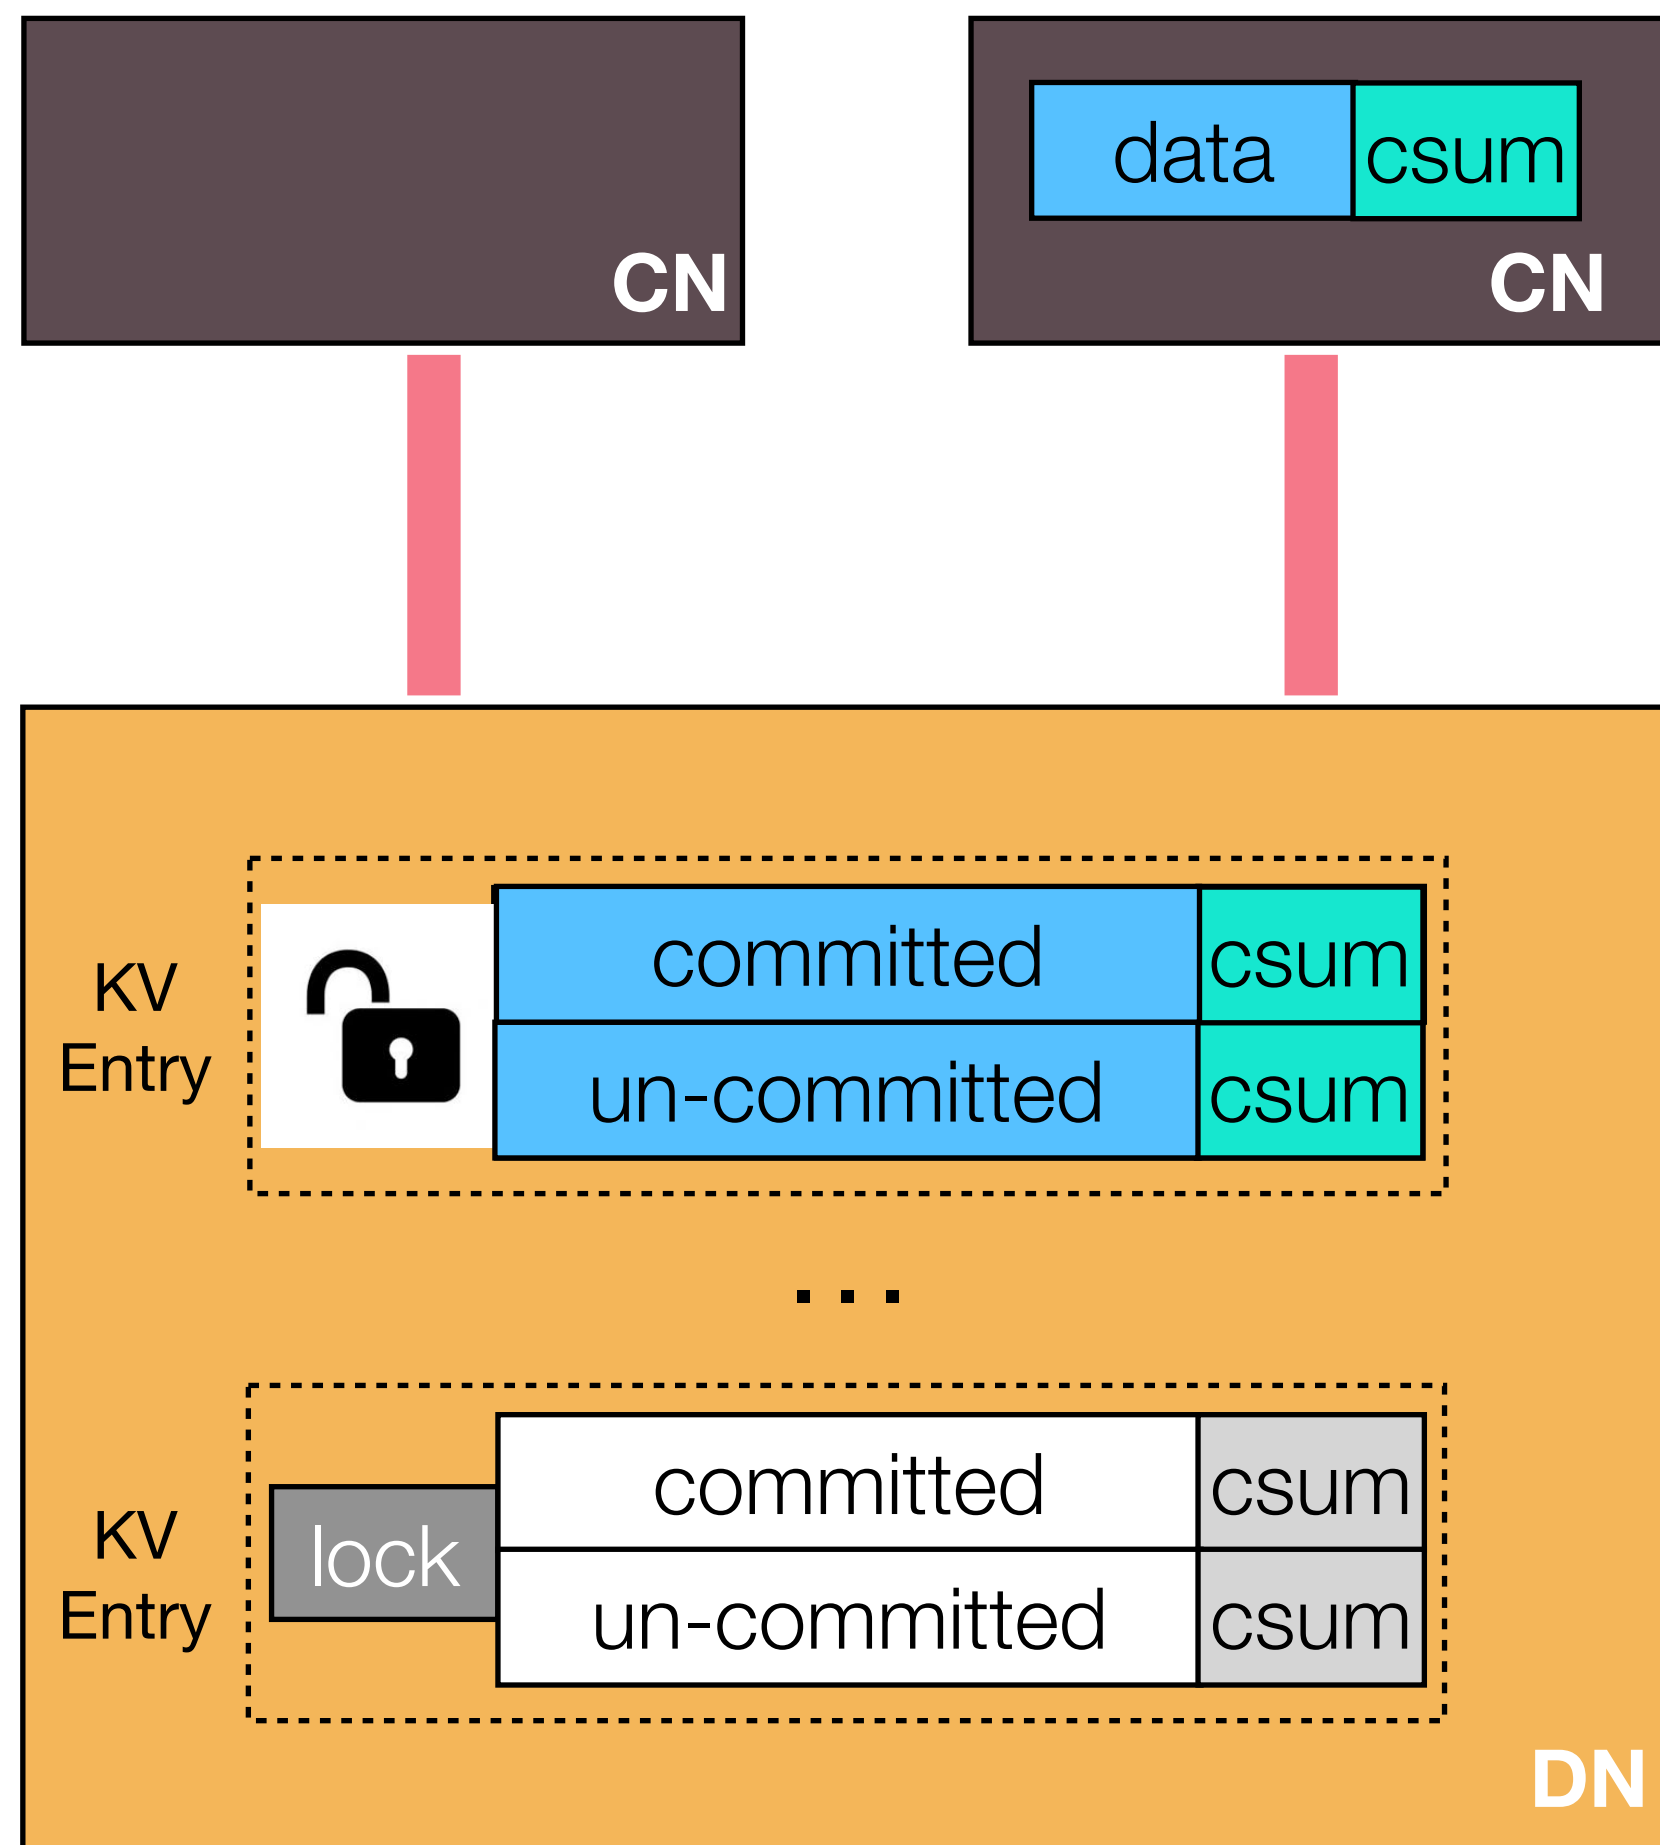 data csum
CN
CN
KV
Entry
committed csum
un-committed csum
...
KV
Entry
lock
committed csum
un-committed csum
DN